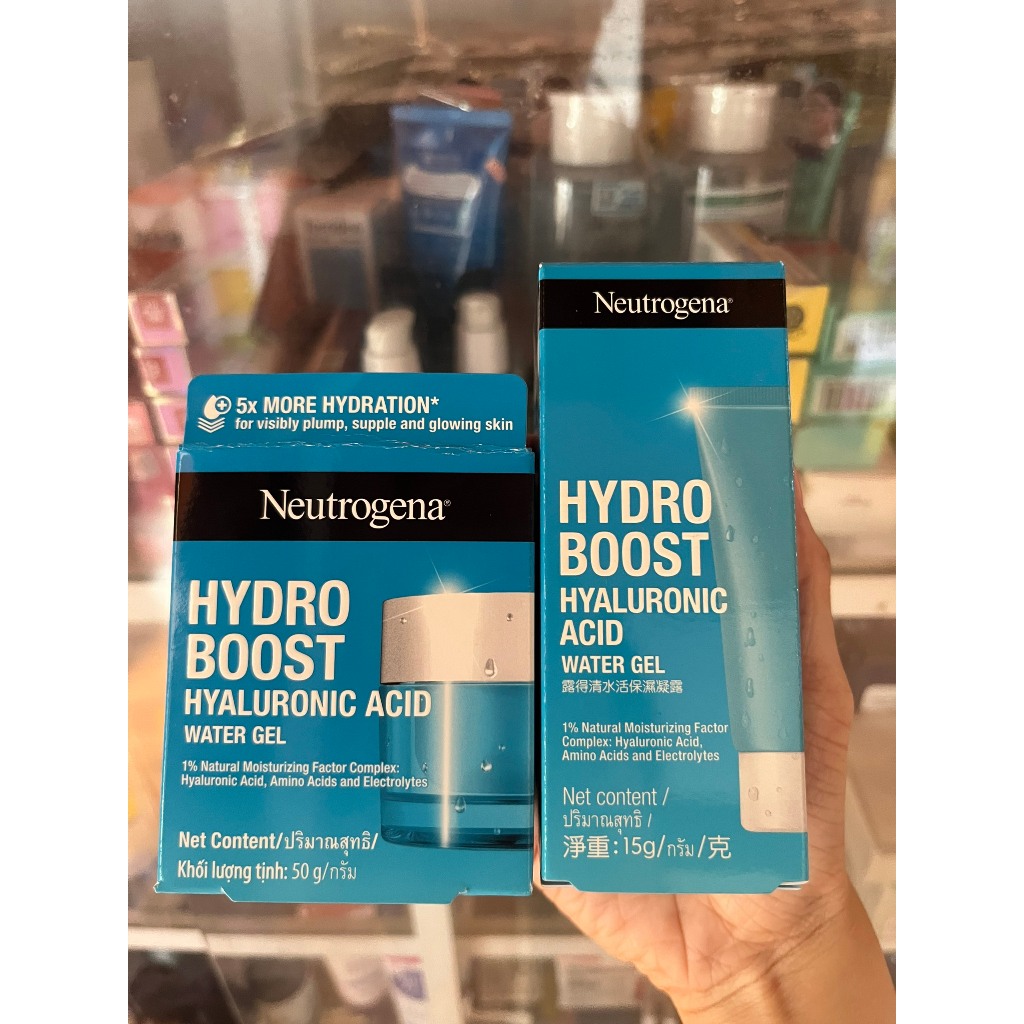 5x MORE HYDRATION*
for visibly plump, supple and glowing skin
Neutrogena®
HYDRO
BOOST
HYALURONIC ACID
WATER GEL
1% Natural Moisturizing Factor Complex:
Hyaluronic Acid, Amino Acids and Electrolytes
Net Content/ปริมาณสุทธิ/
Khối lượng tịnh: 50 g/กรัม
Neutrogena®
HYDRO
BOOST
HYALURONIC
ACID
WATER GEL
露得清水活保濕凝露
1% Natural Moisturizing Factor
Complex: Hyaluronic Acid,
Amino Acids and Electrolytes
Net content /
ปริมาณสุทธิ /
淨重：15g/กรัม/克